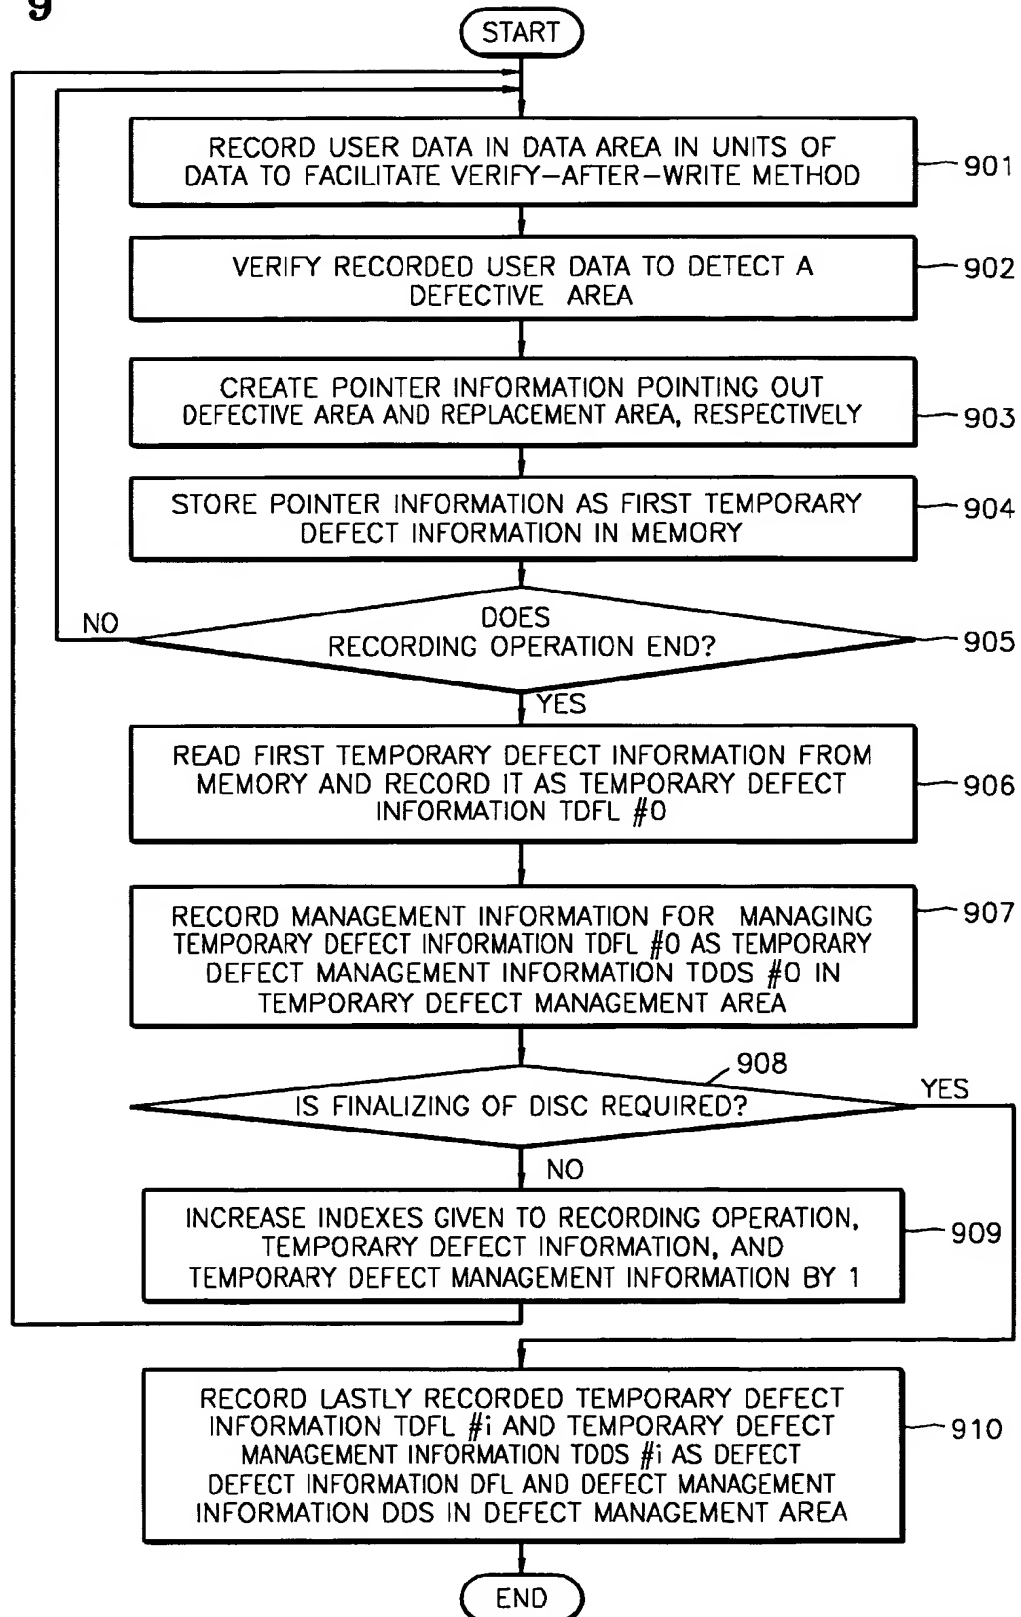 9
START
RECORD USER DATA IN DATA AREA IN UNITS OF
DATA TO FACILITATE VERIFY-AFTER-WRITE METHOD
901
VERIFY RECORDED USER DATA TO DETECT A
DEFECTIVE AREA
902
CREATE POINTER INFORMATION POINTING OUT
DEFECTIVE AREA AND REPLACEMENT AREA, RESPECTIVELY
903
STORE POINTER INFORMATION AS FIRST TEMPORARY
DEFECT INFORMATION IN MEMORY
904
NO
DOES
RECORDING OPERATION END?
905
YES
READ FIRST TEMPORARY DEFECT INFORMATION FROM
MEMORY AND RECORD IT AS TEMPORARY DEFECT
INFORMATION TDFL #0
906
RECORD MANAGEMENT INFORMATION FOR MANAGING
TEMPORARY DEFECT INFORMATION TDFL #0 AS TEMPORARY
DEFECT MANAGEMENT INFORMATION TDDS #0 IN
TEMPORARY DEFECT MANAGEMENT AREA
907
908
IS FINALIZING OF DISC REQUIRED?
YES
NO
INCREASE INDEXES GIVEN TO RECORDING OPERATION,
TEMPORARY DEFECT INFORMATION, AND
TEMPORARY DEFECT MANAGEMENT INFORMATION BY 1
909
RECORD LASTLY RECORDED TEMPORARY DEFECT
INFORMATION TDFL #i AND TEMPORARY DEFECT
MANAGEMENT INFORMATION TDDS #i AS DEFECT
DEFECT INFORMATION DFL AND DEFECT MANAGEMENT
INFORMATION DDS IN DEFECT MANAGEMENT AREA
910
END